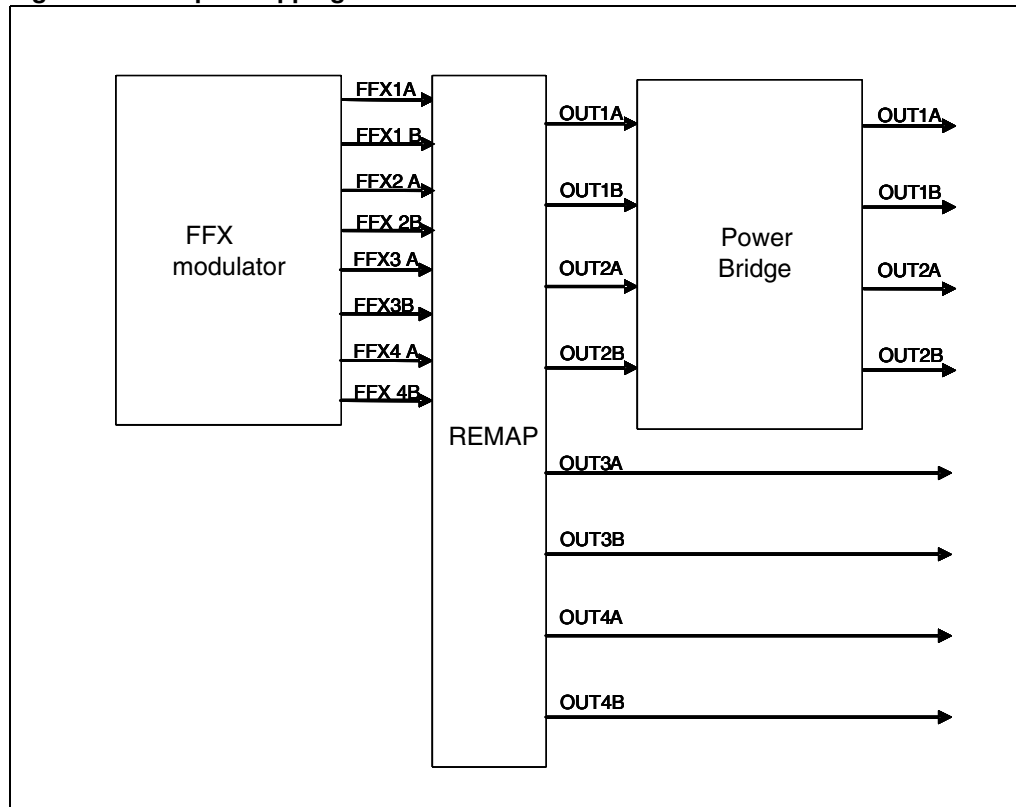 FFX1A
FFX1 B
FFX2 A
FFX 2B
FFX3 A
FFX3B
FFX4 A
FFX 4B
FFX
modulator
REMAP
OUT1A
OUT1B
OUT2A
OUT2B
OUT3A
OUT3B
OUT4A
OUT4B
Power
Bridge
OUT1A
OUT1B
OUT2A
OUT2B